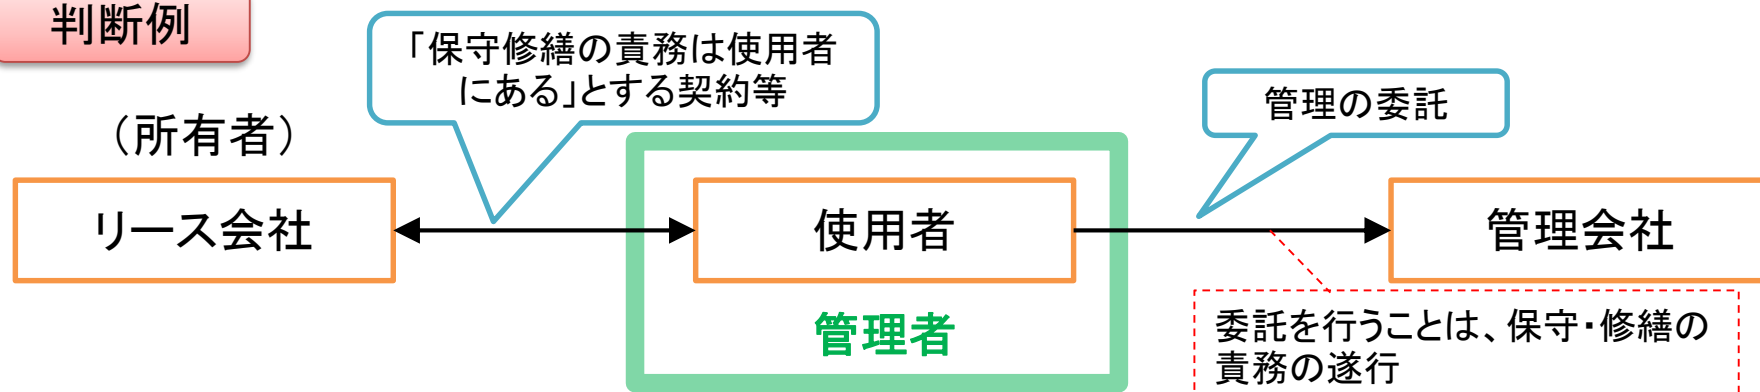 判断例
「保守修繕の責務は使用者
にある」とする契約等
管理の委託
（所有者）
リース会社
使用者
管理会社
管理者
委託を行うことは、保守・修繕の
責務の遂行